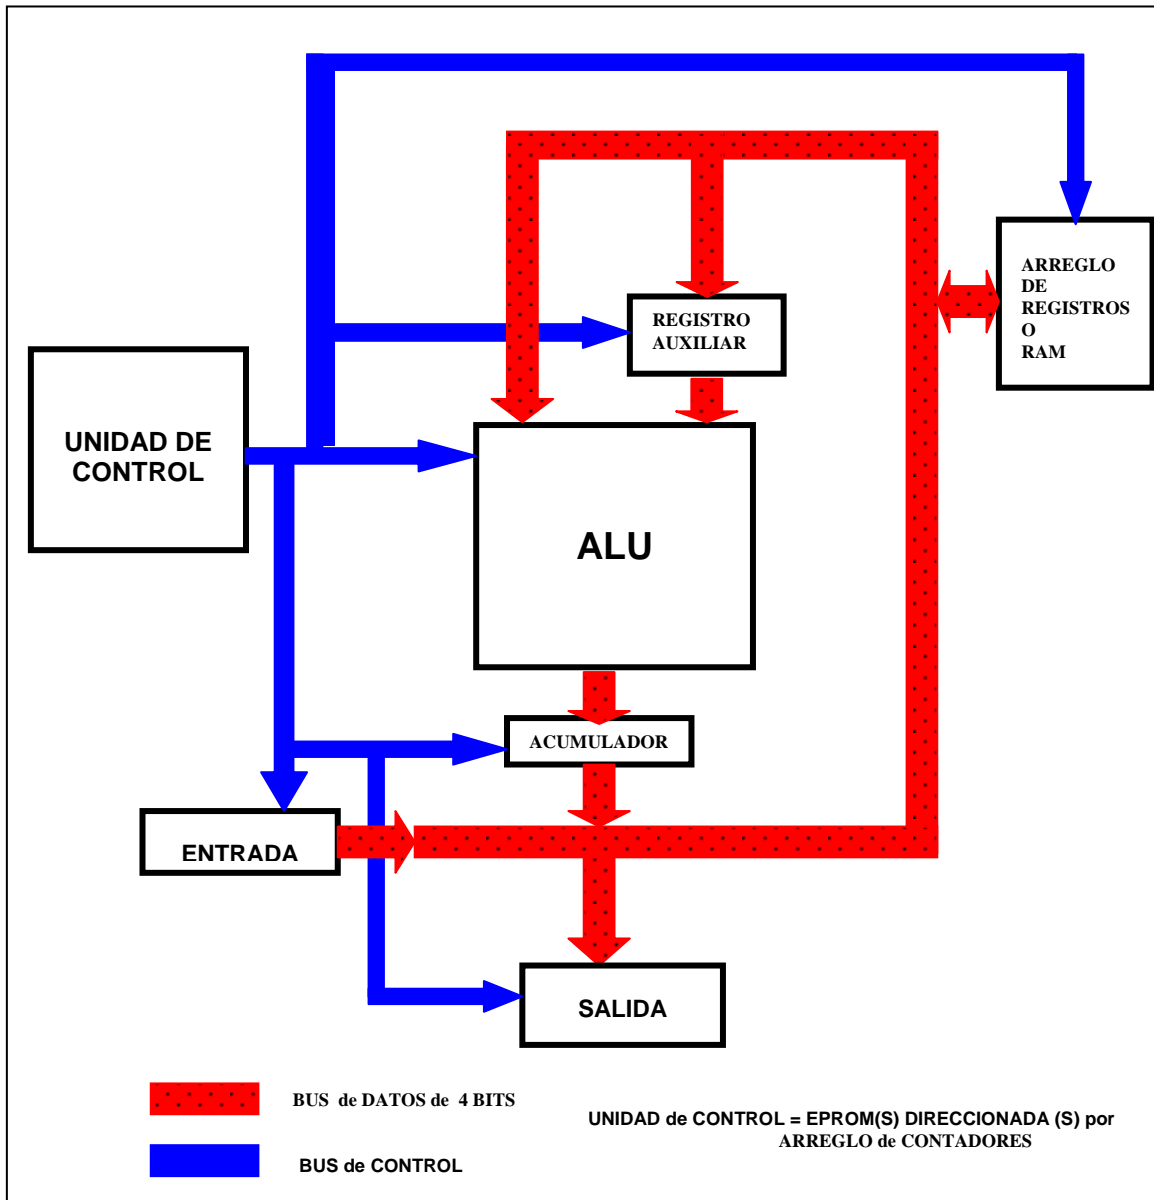 ARREGLO
DE
REGISTROS
O
RAM
REGISTRO
AUXILIAR
UNIDAD DE
CONTROL
ALU
ACUMULADOR
ENTRADA
SALIDA
BUS de DATOS de 4 BITS
UNIDAD de CONTROL = EPROM(S) DIRECCIONADA (S) por
ARREGLO de CONTADORES
BUS de CONTROL